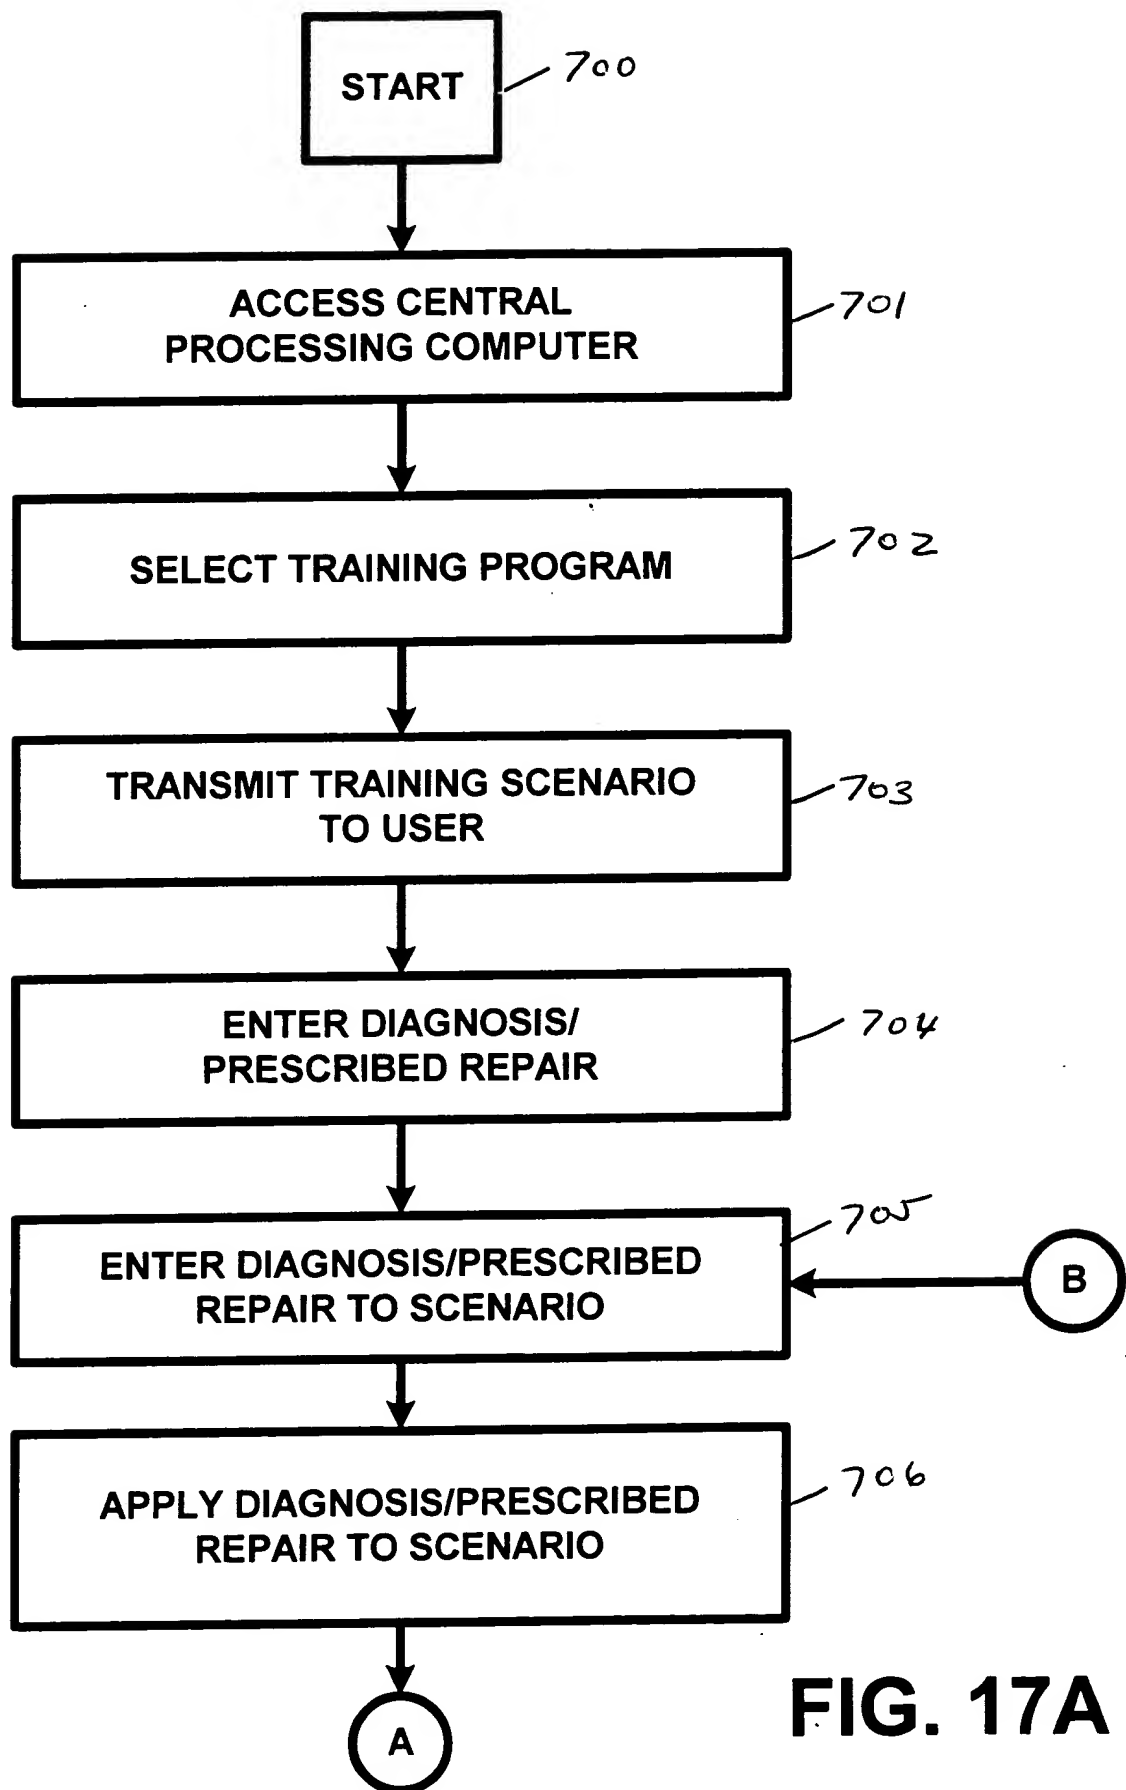 START
700
ACCESS CENTRAL
PROCESSING COMPUTER
701
SELECT TRAINING PROGRAM
702
TRANSMIT TRAINING SCENARIO
TO USER
703
ENTER DIAGNOSIS/
PRESCRIBED REPAIR
704
ENTER DIAGNOSIS/PRESCRIBED
REPAIR TO SCENARIO
705
B
APPLY DIAGNOSIS/PRESCRIBED
REPAIR TO SCENARIO
706
A
FIG. 17A